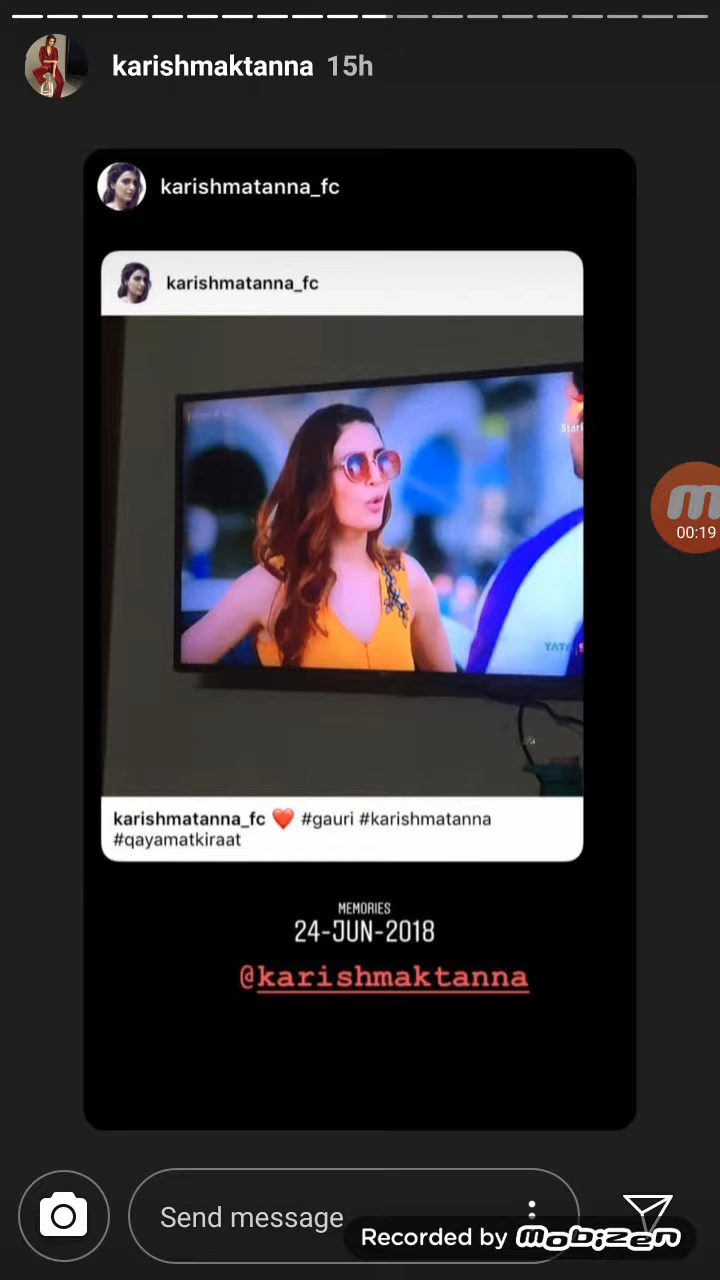 karishmaktanna 15h
karishmatanna_fc
karishmatanna_fc
00:19
karishmatanna_fc ❤️ #gauri #karishmatanna
#qayamatkiraat
MEMORIES
24-JUN-2018
@karishmaktanna
Send message
Recorded by Mobizen